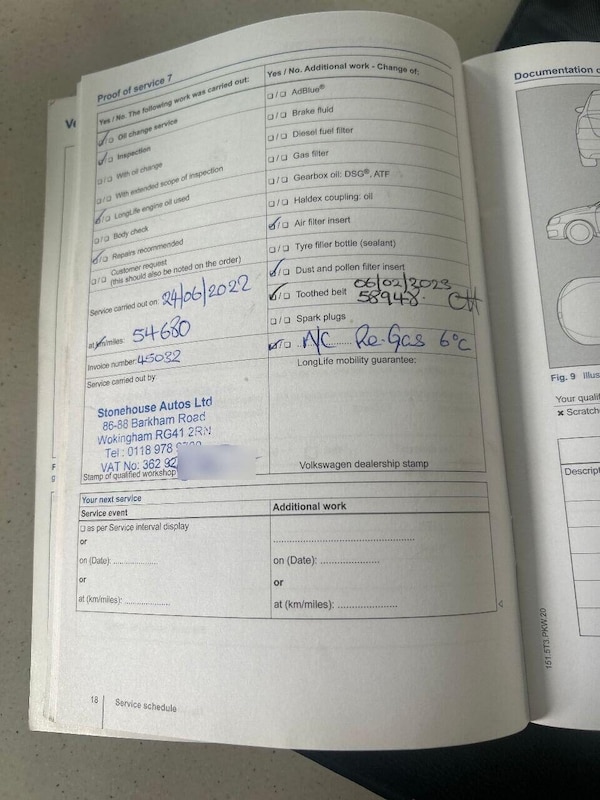 Proof of service 7
Yes / No. The following work was carried out:
Oil change service
Inspection
With oil change
With extended scope of inspection
LongLife engine oil used
Body check
Repairs recommended
Customer request
(this should also be noted on the order)
Service carried out on: 24/06/2022
at km/miles: 54680
Invoice number: 45032
Service carried out by:
Stonehouse Autos Ltd
86-88 Barkham Road
Wokingham RG41 2RN
Tel : 0118 978
VAT No: 362 92
Stamp of qualified workshop
Yes / No. Additional work - Change of:
AdBlue®
Brake fluid
Diesel fuel filter
Gas filter
Gearbox oil: DSG®, ATF
Haldex coupling: oil
Air filter insert
Tyre filler bottle (sealant)
Dust and pollen filter insert
Toothed belt 06/02/2023
58948.
Spark plugs
A/C Re-Gas 6°C
LongLife mobility guarantee:
Volkswagen dealership stamp
Your next service
Service event
as per Service interval display
or
on (Date): ................
or
at (km/miles): ................
Additional work
on (Date): ....................
or
at (km/miles): ....................
18
Service schedule
Documentation
Fig. 9 Illus
Your qualif
× Scratch
Descript
151.5T3.PKW.20